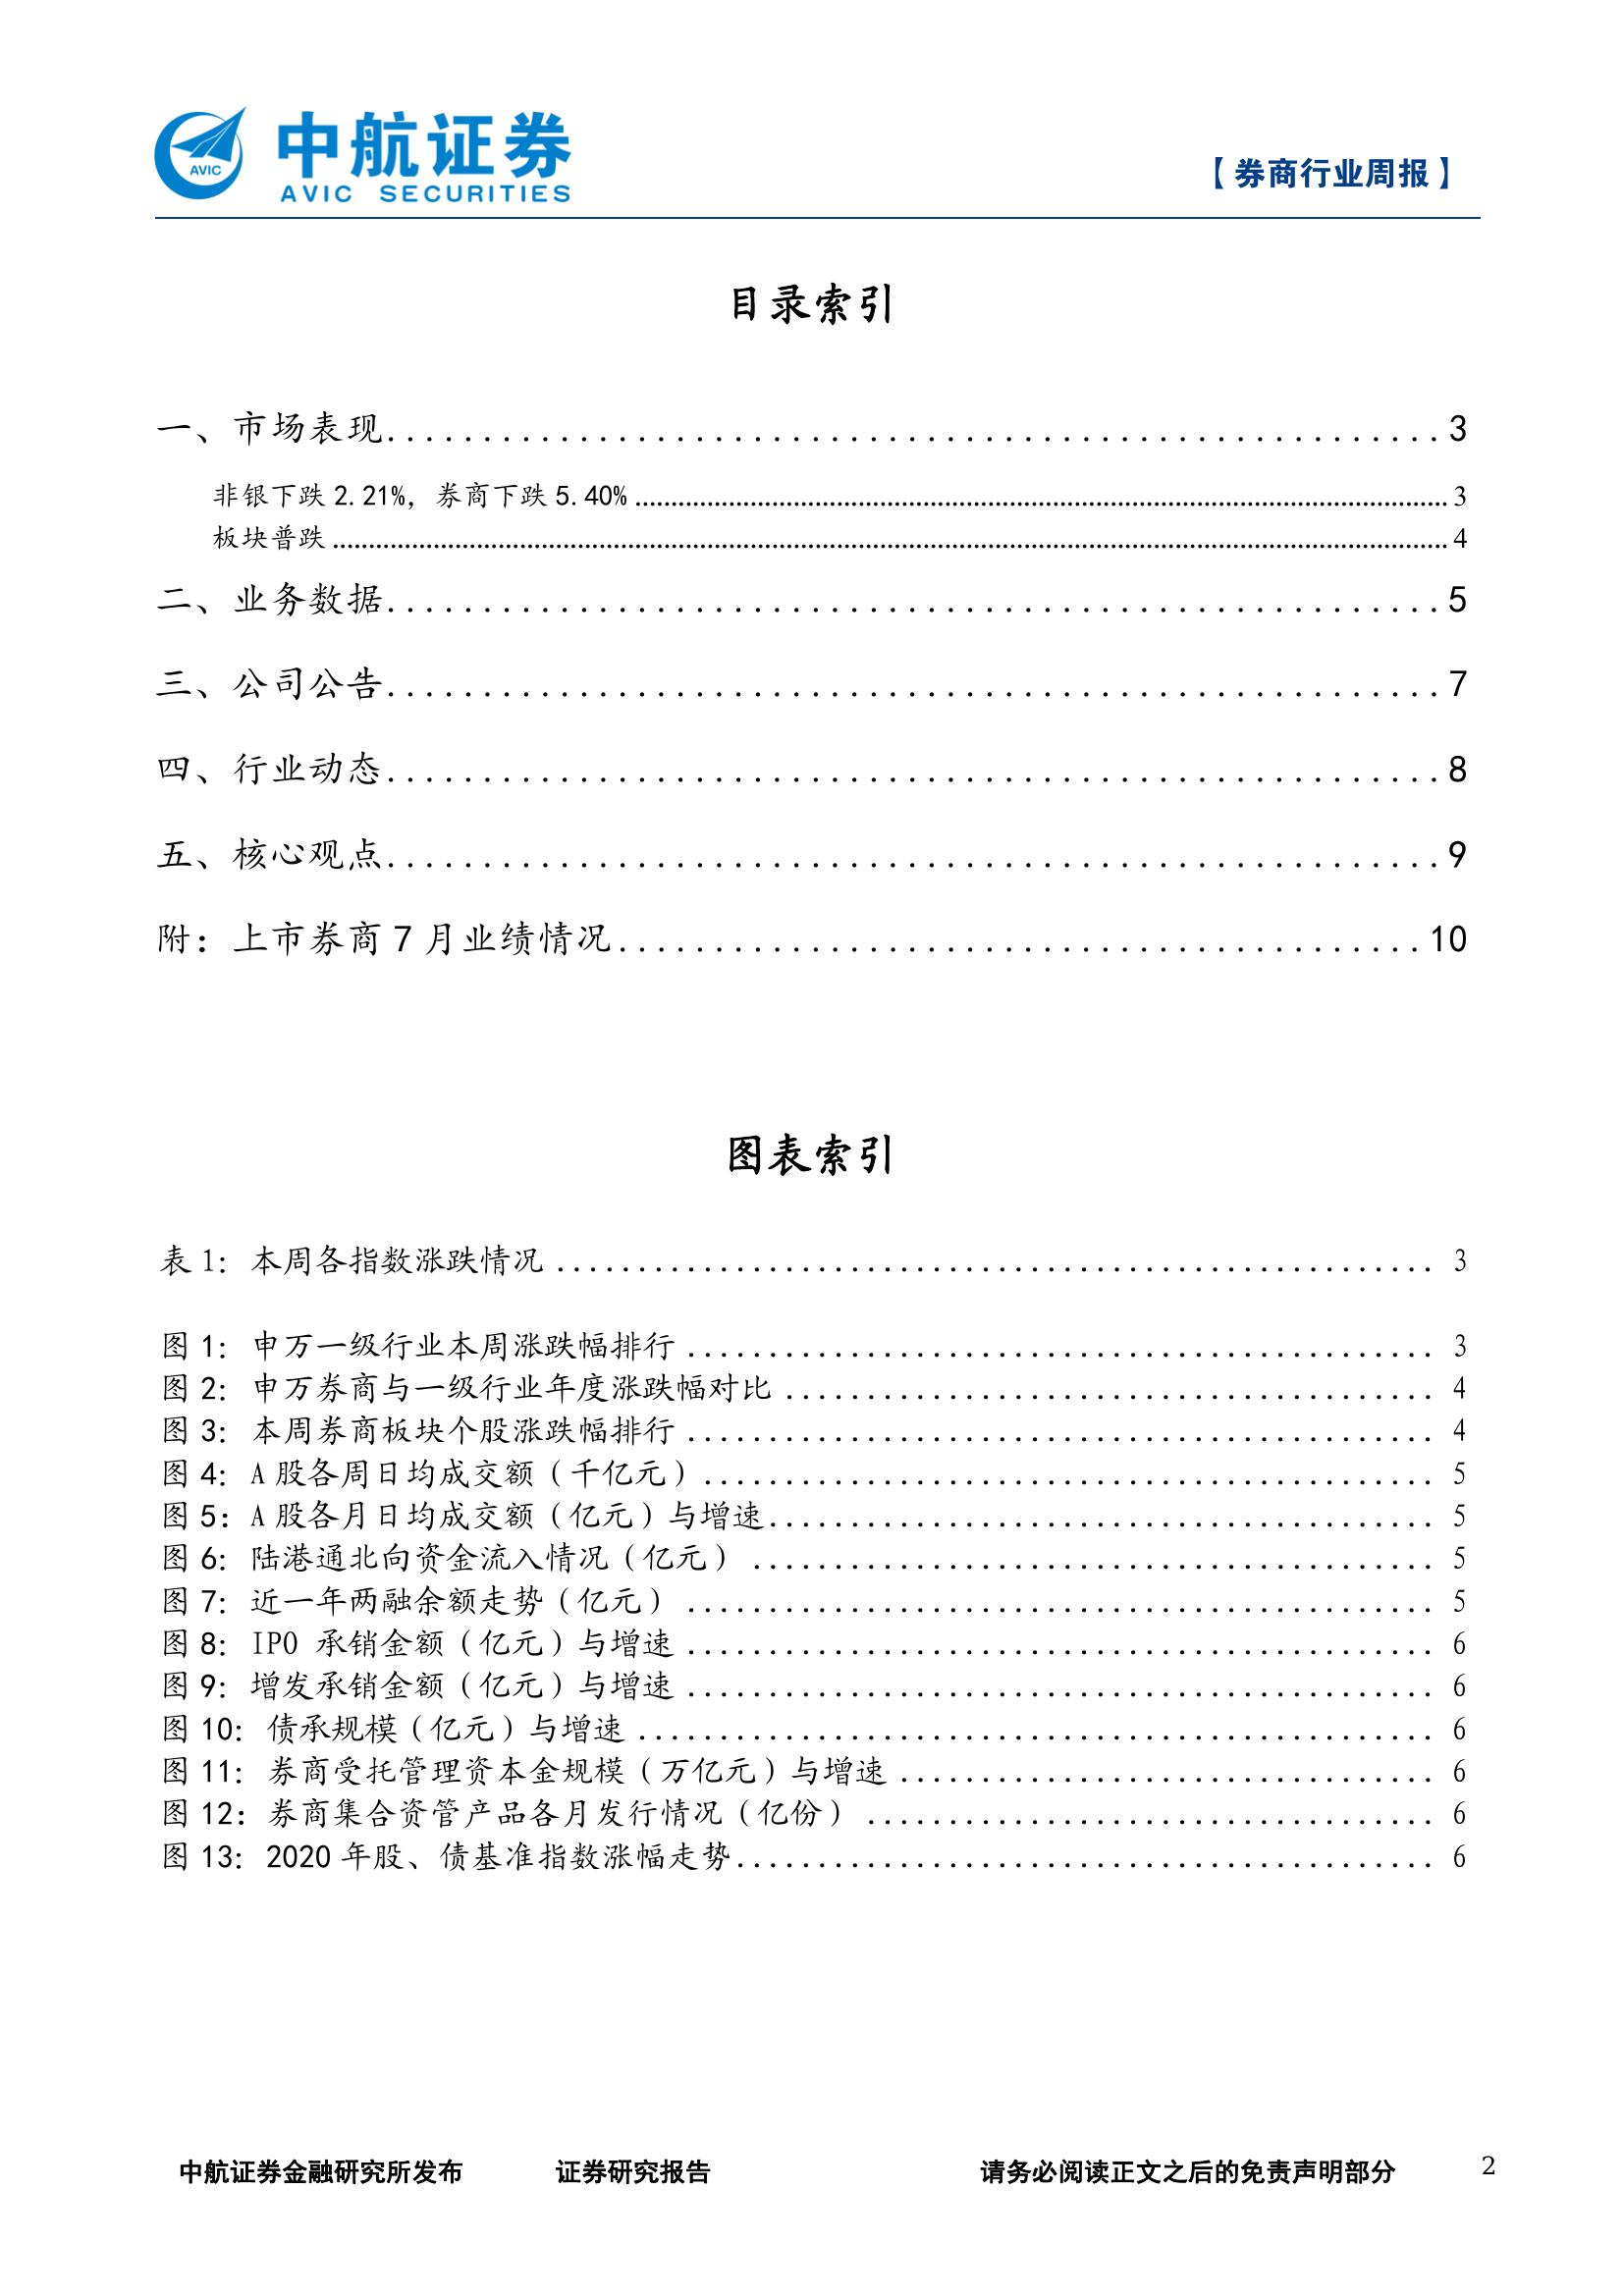 中航证券
AVIC
AVIC SECURITIES
【券商行业周报】
目录索引
一、市场表现......................................................3
非银下跌 2.21%，券商下跌 5.40%......................................................3
板块普跌......................................................4
二、业务数据......................................................5
三、公司公告......................................................7
四、行业动态......................................................8
五、核心观点......................................................9
附：上市券商 7 月业绩情况......................................................10
图表索引
表 1：本周各指数涨跌情况...................................................... 3
图 1：申万一级行业本周涨跌幅排行...................................................... 3
图 2：申万券商与一级行业年度涨跌幅对比...................................................... 4
图 3：本周券商板块个股涨跌幅排行...................................................... 4
图 4：A 股各周日均成交额（千亿元）...................................................... 5
图 5：A 股各月日均成交额（亿元）与增速...................................................... 5
图 6：陆港通北向资金流入情况（亿元）...................................................... 5
图 7：近一年两融余额走势（亿元）...................................................... 5
图 8：IPO 承销金额（亿元）与增速...................................................... 6
图 9：增发承销金额（亿元）与增速...................................................... 6
图 10：债承规模（亿元）与增速...................................................... 6
图 11：券商受托管理资本金规模（万亿元）与增速...................................................... 6
图 12：券商集合资管产品各月发行情况（亿份）...................................................... 6
图 13：2020 年股、债基准指数涨幅走势...................................................... 6
中航证券金融研究所发布 证券研究报告 请务必阅读正文之后的免责声明部分 2